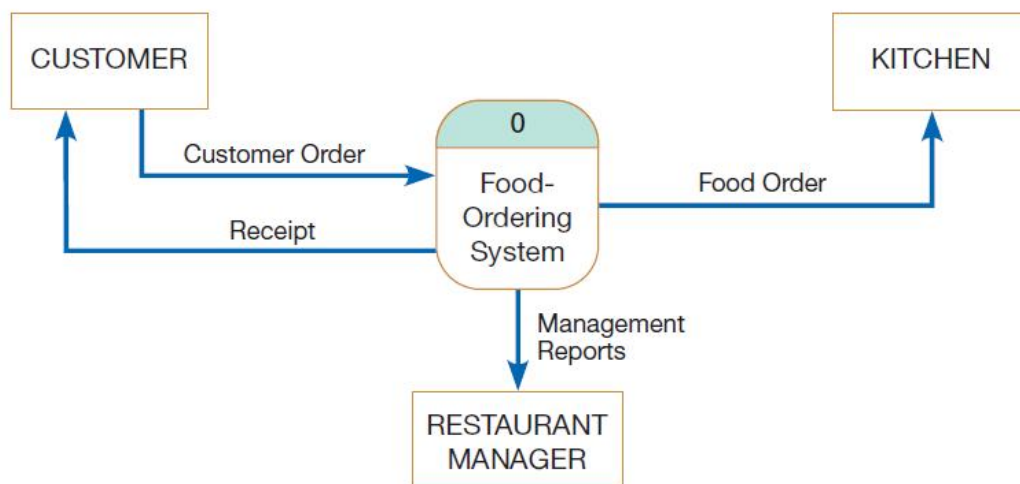 CUSTOMER
KITCHEN
0
Customer Order
Food-
Ordering
System
Food Order
Receipt
Management
Reports
RESTAURANT
MANAGER